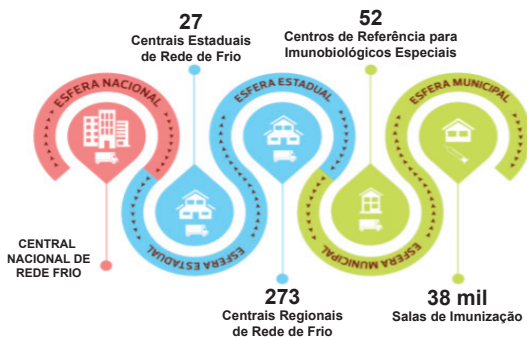 27
Centrais Estaduais
de Rede de Frio
52
Centros de Referência para
Imunobiológicos Especiais
ESFERA NACIONAL
ESFERA ESTADUAL
ESFERA MUNICIPAL
ESFERA ESTADUAL
ESFERA MUNICIPAL
CENTRAL
NACIONAL DE
REDE FRIO
273
Centrais Regionais
de Rede de Frio
38 mil
Salas de Imunização